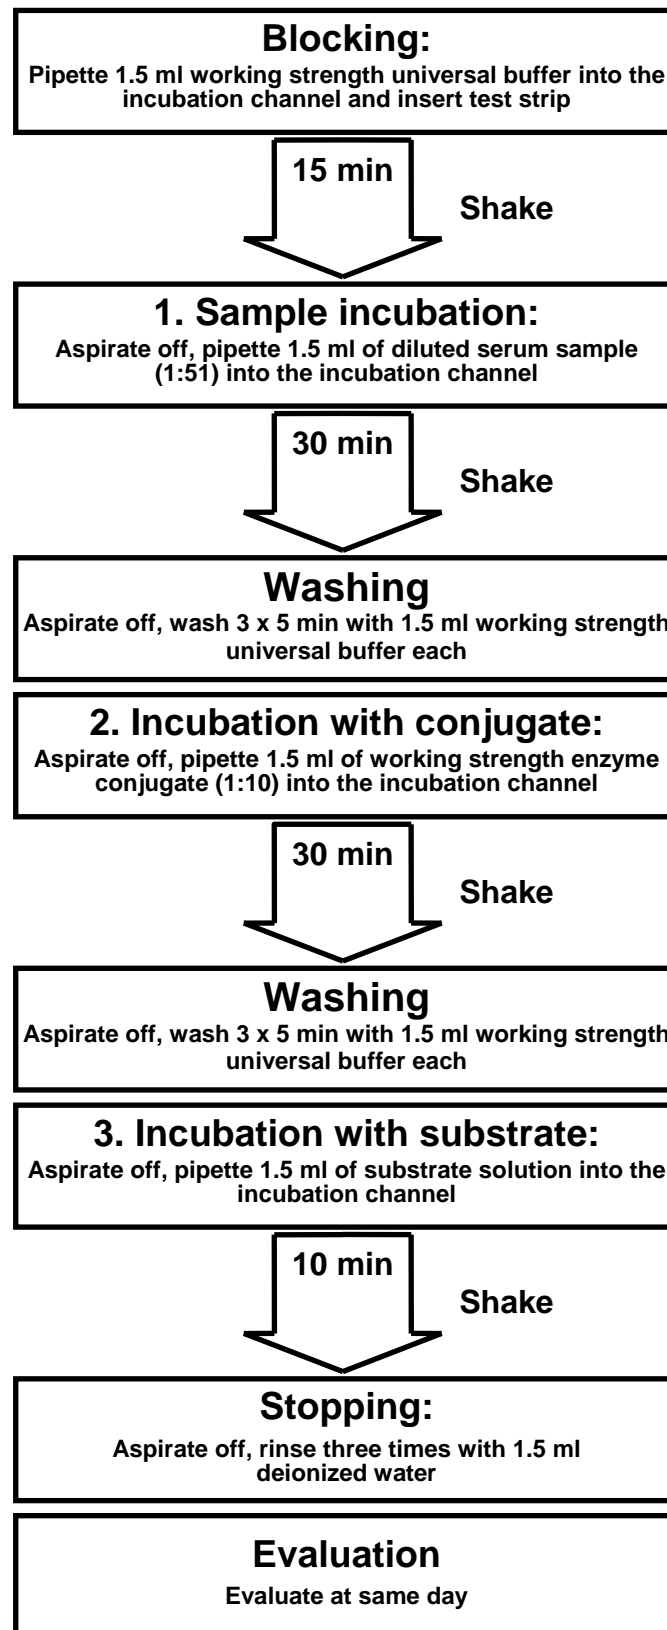 Blocking:
Pipette 1.5 ml working strength universal buffer into the
incubation channel and insert test strip
15 min
Shake
1. Sample incubation:
Aspirate off, pipette 1.5 ml of diluted serum sample
(1:51) into the incubation channel
30 min
Shake
Washing
Aspirate off, wash 3 x 5 min with 1.5 ml working strength
universal buffer each
2. Incubation with conjugate:
Aspirate off, pipette 1.5 ml of working strength enzyme
conjugate (1:10) into the incubation channel
30 min
Shake
Washing
Aspirate off, wash 3 x 5 min with 1.5 ml working strength
universal buffer each
3. Incubation with substrate:
Aspirate off, pipette 1.5 ml of substrate solution into the
incubation channel
10 min
Shake
Stopping:
Aspirate off, rinse three times with 1.5 ml
deionized water
Evaluation
Evaluate at same day